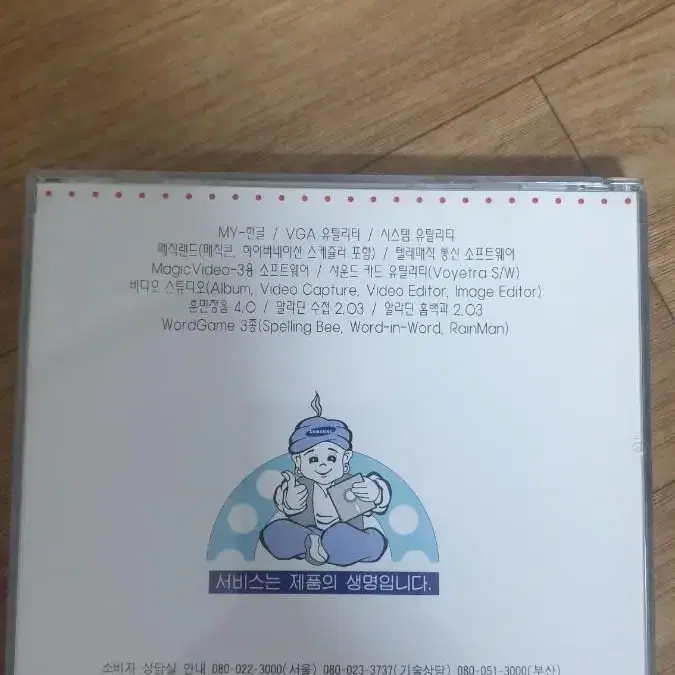 MY-한글 / VGA 유틸리티 / 시스템 유틸리티
매직랜드(매직콘, 하이버네이션 스케쥴러 포함) / 텔레매직 통신 소프트웨어
MagicVideo-3용 소프트웨어 / 사운드 카드 유틸리티(Voyetra S/W)
비디오 스튜디오(Album, Video Capture, Video Editor, Image Editor)
훈민정음 4.0 / 알라딘 수첩 2.03 / 알라딘 홈백과 2.03
WordGame 3종(Spelling Bee, Word-in-Word, RainMan)
SAMSUNG
서비스는 제품의 생명입니다.
소비자 상담실 안내 080-022-3000(서울) 080-023-3737(기술상담) 080-051-3000(부산)